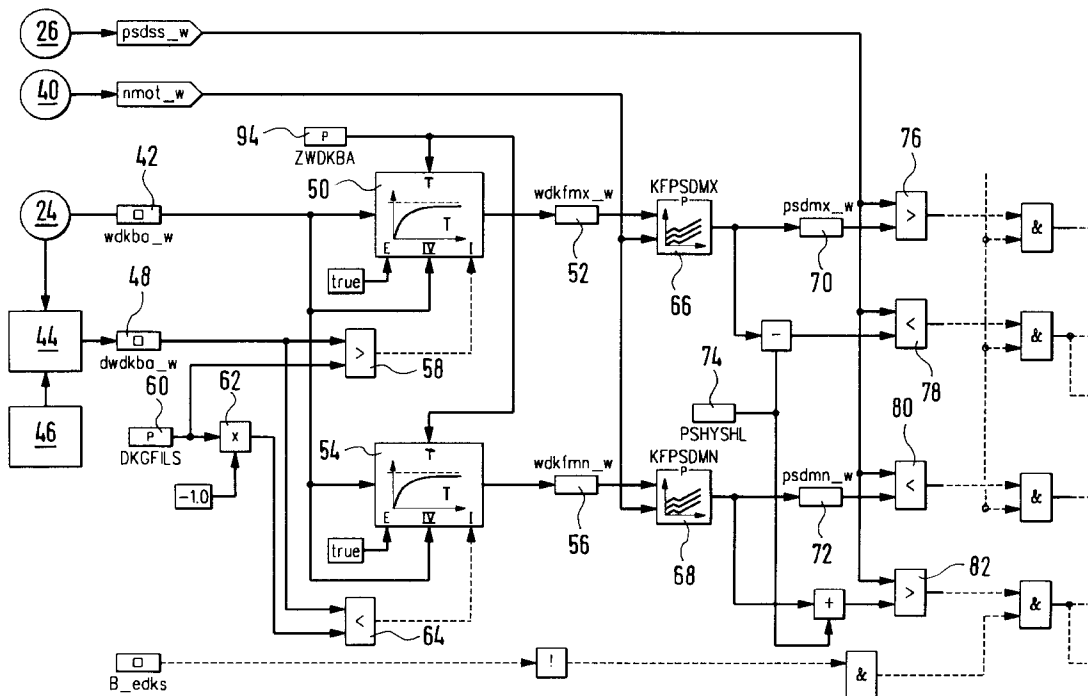 26
psdss_w
40
nmot_w
94
P
ZWDKBA
76
42
50
T
wdkfmx_w
KFPSDMX
P
psdmx_w
>
24
wdkba_w
T
&
E
IV
I
52
66
70
true
48
44
dwdkba_w
>
58
-
<
&
74
78
60
62
PSHYSHL
80
46
P
x
DKGFILS
54
T
wdkfmn_w
KFPSDMN
P
psdmn_w
<
-1.0
T
&
E
IV
I
56
68
72
true
82
>
<
64
+
&
B_edks
!
&